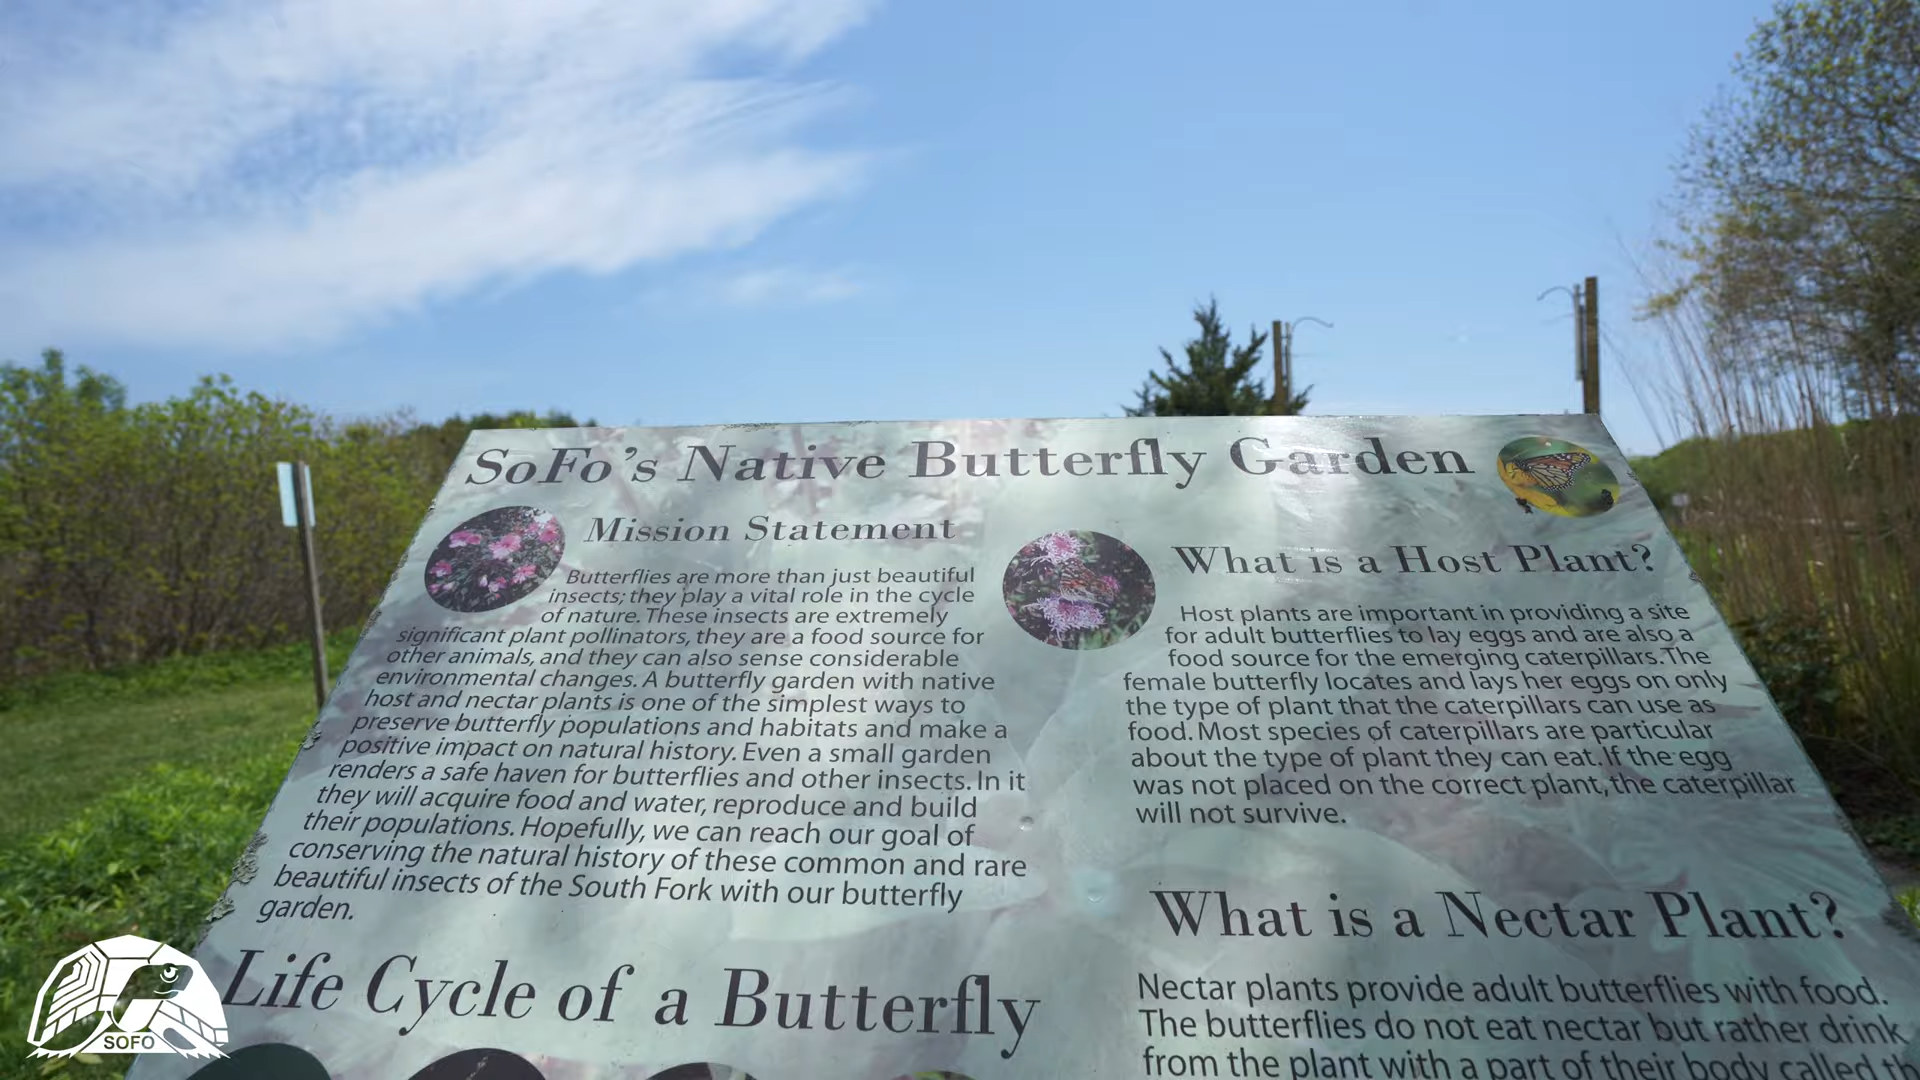 SoFo's Native Butterfly Garden
Mission Statement
Butterflies are more than just beautiful
insects; they play a vital role in the cycle
of nature. These insects are extremely
significant plant pollinators, they are a food source for
other animals, and they can also sense considerable
environmental changes. A butterfly garden with native
host and nectar plants is one of the simplest ways to
preserve butterfly populations and habitats and make a
positive impact on natural history. Even a small garden
renders a safe haven for butterflies and other insects. In it
they will acquire food and water, reproduce and build
their populations. Hopefully, we can reach our goal of
conserving the natural history of these common and rare
beautiful insects of the South Fork with our butterfly
garden.
Life Cycle of a Butterfly
What is a Host Plant?
Host plants are important in providing a site
for adult butterflies to lay eggs and are also a
food source for the emerging caterpillars. The
female butterfly locates and lays her eggs on only
the type of plant that the caterpillars can use as
food. Most species of caterpillars are particular
about the type of plant they can eat. If the egg
was not placed on the correct plant, the caterpillar
will not survive.
What is a Nectar Plant?
Nectar plants provide adult butterflies with food.
The butterflies do not eat nectar but rather drink
from the plant with a part of their body called
SOFO